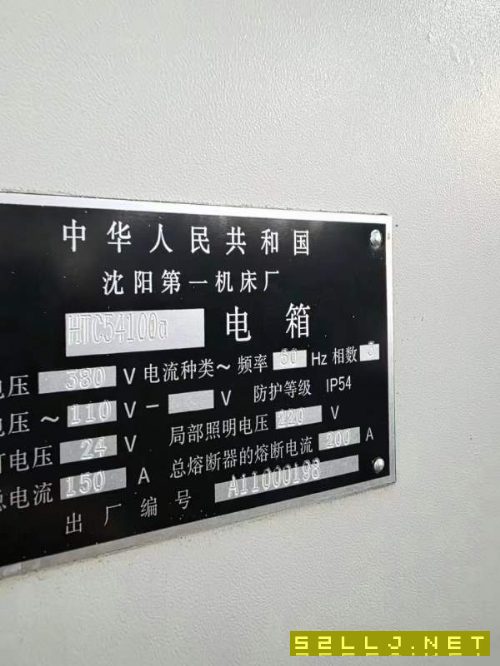 中华人民共和国
沈阳第一机床厂
HTC54100a 电箱
电压 380 V 电流种类～ 频率 50 Hz 相数 3
电压～ 110 V － V 防护等级 IP54
灯电压 24 V 局部照明电压 220 V
总电流 150 A 总熔断器的熔断电流 200 A
出厂编号 A11000198
S2LLJ.NET